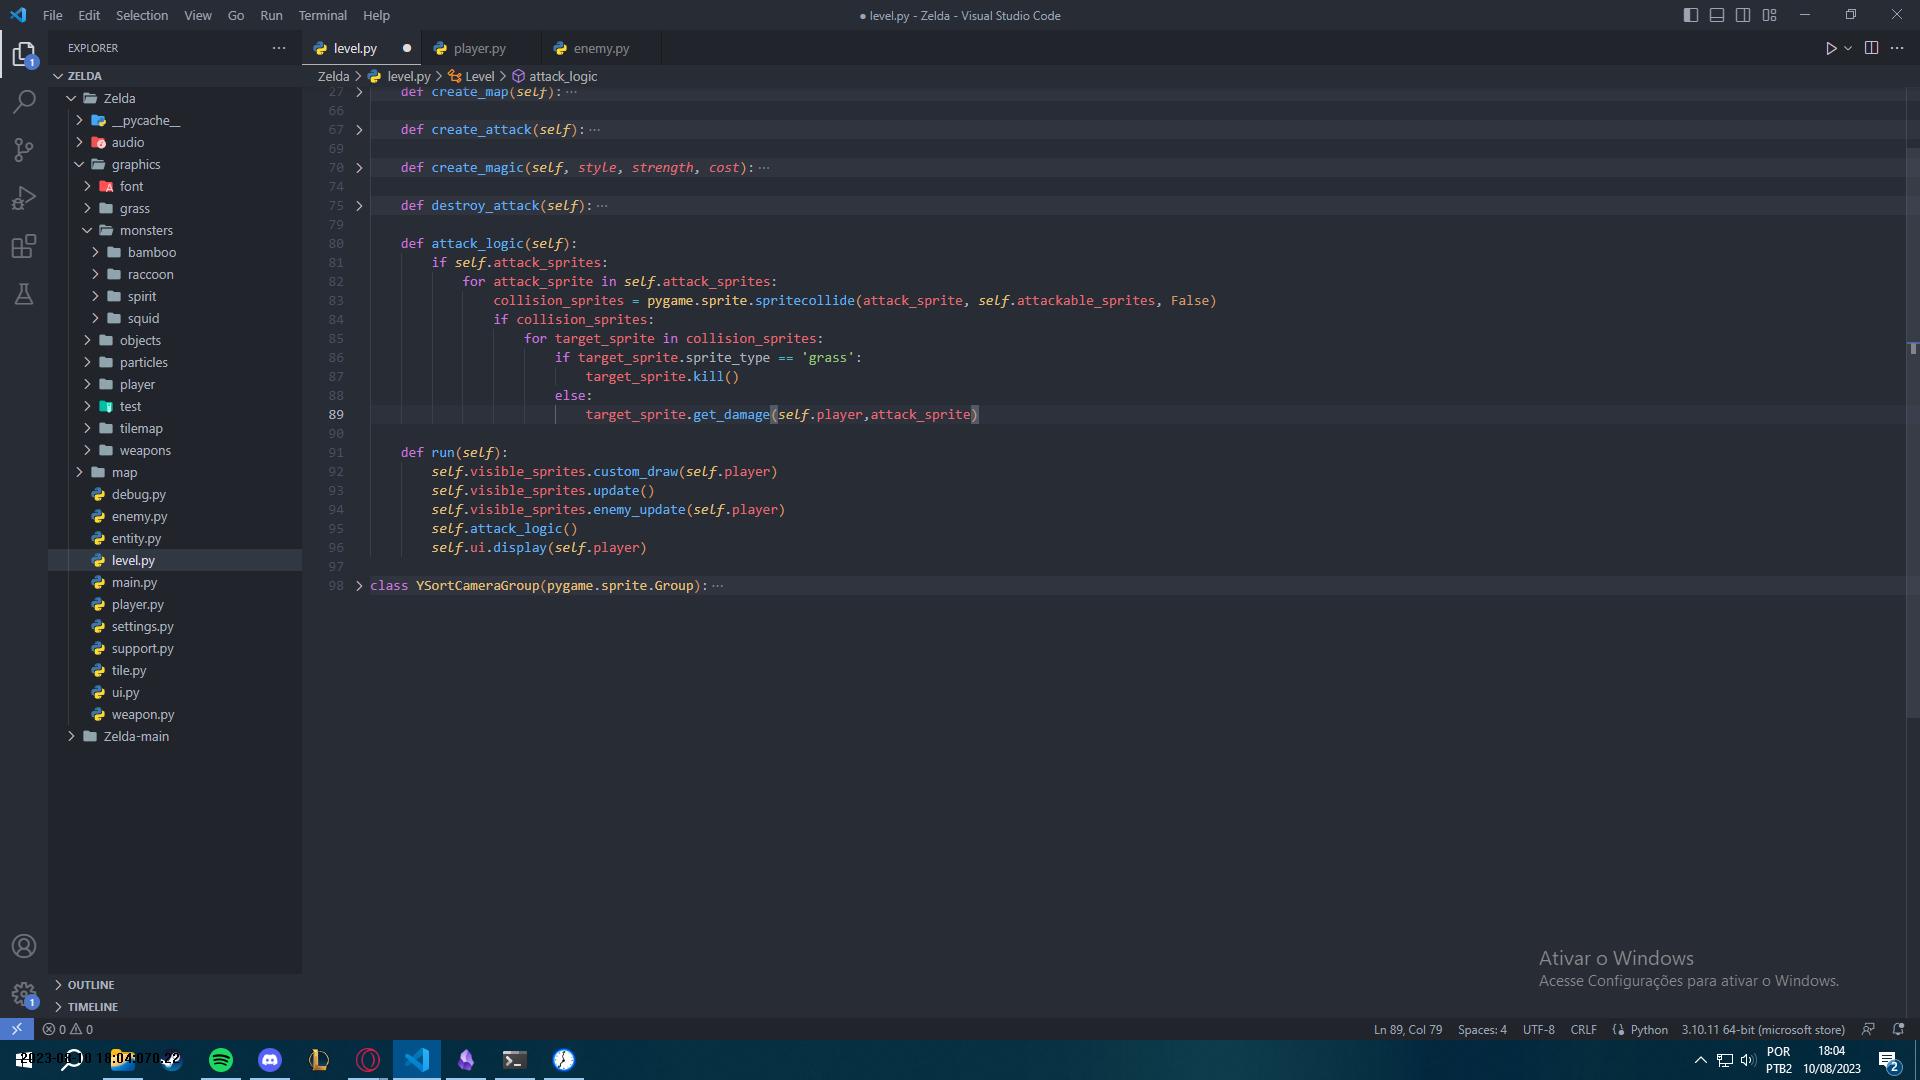 File Edit Selection View Go Run Terminal Help
● level.py - Zelda - Visual Studio Code
EXPLORER
level.py
player.py
enemy.py
ZELDA
Zelda > level.py > Level > attack_logic
Zelda
__pycache__
audio
graphics
font
grass
monsters
bamboo
raccoon
spirit
squid
objects
particles
player
test
tilemap
weapons
map
debug.py
enemy.py
entity.py
level.py
main.py
player.py
settings.py
support.py
tile.py
ui.py
weapon.py
Zelda-main
OUTLINE
TIMELINE
27 def create_map(self): ...
66
67 def create_attack(self): ...
69
70 def create_magic(self, style, strength, cost): ...
74
75 def destroy_attack(self): ...
79
80 def attack_logic(self):
81 if self.attack_sprites:
82 for attack_sprite in self.attack_sprites:
83 collision_sprites = pygame.sprite.spritecollide(attack_sprite, self.attackable_sprites, False)
84 if collision_sprites:
85 for target_sprite in collision_sprites:
86 if target_sprite.sprite_type == 'grass':
87 target_sprite.kill()
88 else:
89 target_sprite.get_damage(self.player,attack_sprite)
90
91 def run(self):
92 self.visible_sprites.custom_draw(self.player)
93 self.visible_sprites.update()
94 self.visible_sprites.enemy_update(self.player)
95 self.attack_logic()
96 self.ui.display(self.player)
97
98 class YSortCameraGroup(pygame.sprite.Group): ...
Ativar o Windows
Acesse Configurações para ativar o Windows.
1
1
0 0
Ln 89, Col 79 Spaces: 4 UTF-8 CRLF Python 3.10.11 64-bit (microsoft store)
POR
PTB2
18:04
10/08/2023
2